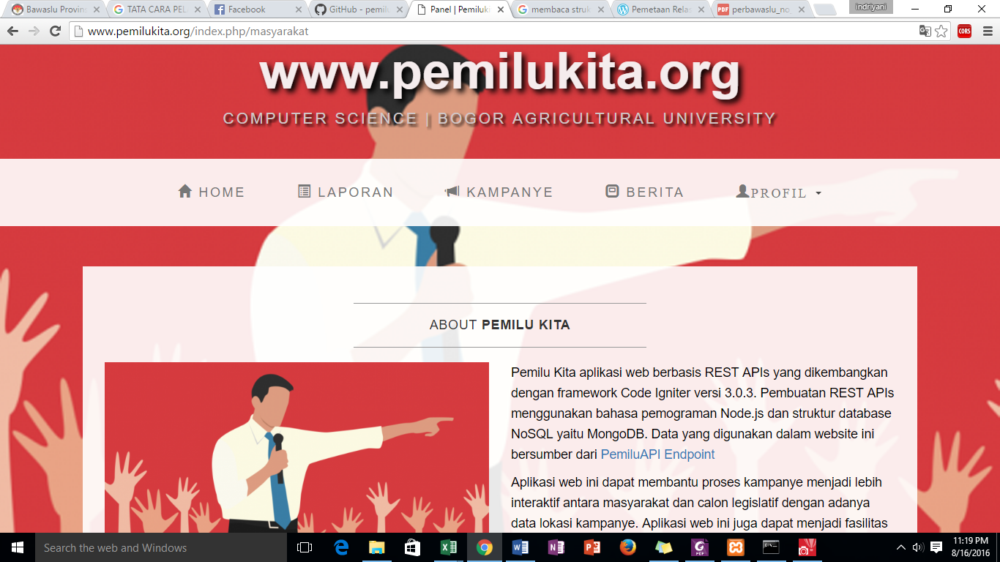 Bawaslu Provins
TATA CARA PEL
Facebook
GitHub - pemilu
Panel | Pemiluki
membaca struk
Pemetaan Relas
perbawaslu_no
indriyani
www.pemilukita.org/index.php/masyarakat
CORS
www.pemilukita.org
COMPUTER SCIENCE | BOGOR AGRICULTURAL UNIVERSITY
HOME
LAPORAN
KAMPANYE
BERITA
PROFIL
ABOUT PEMILU KITA
Pemilu Kita aplikasi web berbasis REST APIs yang dikembangkan
dengan framework Code Igniter versi 3.0.3. Pembuatan REST APIs
menggunakan bahasa pemograman Node.js dan struktur database
NoSQL yaitu MongoDB. Data yang digunakan dalam website ini
bersumber dari PemiluAPI Endpoint
Aplikasi web ini dapat membantu proses kampanye menjadi lebih
interaktif antara masyarakat dan calon legislatif dengan adanya
data lokasi kampanye. Aplikasi web ini juga dapat menjadi fasilitas
Search the web and Windows
11:19 PM
8/16/2016